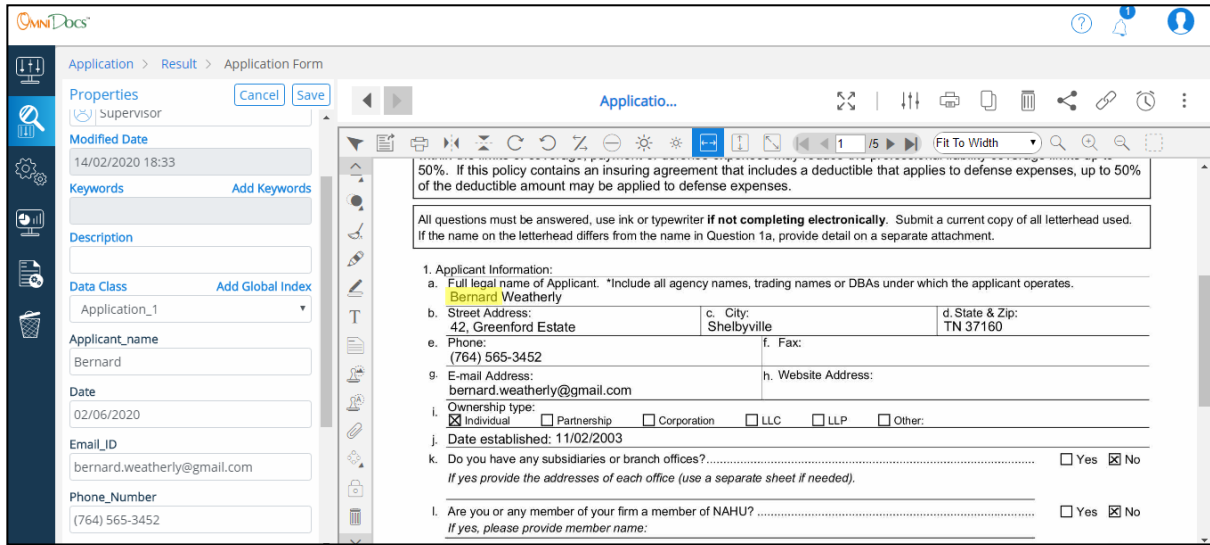 OMNIDOCS™
1
Application > Result > Application Form
Properties
Cancel
Save
Supervisor
Modified Date
14/02/2020 18:33
Keywords
Add Keywords
Description
Data Class
Add Global Index
Application_1
Applicant_name
Bernard
Date
02/06/2020
Email_ID
bernard.weatherly@gmail.com
Phone_Number
(764) 565-3452
Applicatio...
1 /5
Fit To Width
50%. If this policy contains an insuring agreement that includes a deductible that applies to defense expenses, up to 50%
of the deductible amount may be applied to defense expenses.
All questions must be answered, use ink or typewriter if not completing electronically. Submit a current copy of all letterhead used.
If the name on the letterhead differs from the name in Question 1a, provide detail on a separate attachment.
1. Applicant Information:
a. Full legal name of Applicant. *Include all agency names, trading names or DBAs under which the applicant operates.
Bernard Weatherly
b. Street Address: c. City: d. State & Zip:
42, Greenford Estate Shelbyville TN 37160
e. Phone: f. Fax:
(764) 565-3452
g. E-mail Address: h. Website Address:
bernard.weatherly@gmail.com
i. Ownership type:
Individual Partnership Corporation LLC LLP Other:
j. Date established: 11/02/2003
k. Do you have any subsidiaries or branch offices?.......... Yes No
If yes provide the addresses of each office (use a separate sheet if needed).
l. Are you or any member of your firm a member of NAHU? .......... Yes No
If yes, please provide member name: